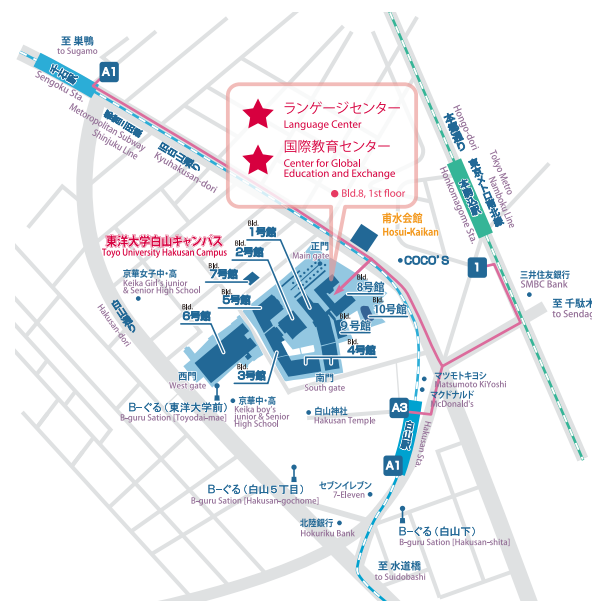 至 巣鴨
to Sugamo
A1
千石駅
Sengoku Sta.
都営三田線
Metoropolitan Subway
Shinjuku Line
旧白山通り
Kyuhakusan-dori
ランゲージセンター
Language Center
国際教育センター
Center for Global
Education and Exchange
Bld.8, 1st floor
本郷通り
Hongo-dori
東京メトロ南北線
Tokyo Metro
Namboku Line
本駒込駅
Honkomagome Sta.
甫水会館
Hosui-Kaikan
COCO'S
1
三井住友銀行
SMBC Bank
至 千駄木
to Sendag
東洋大学白山キャンパス
Toyo University Hakusan Campus
正門
Main gate
Bld.
1号館
Bld.
2号館
Bld.
7号館
Bld.
5号館
Bld.
6号館
Bld.
3号館
Bld.
8号館
Bld.
10号館
Bld.
9号館
Bld.
4号館
京華女子中・高
Keika Girl's junior
& Senior High School
白山通り
Hakusan-dori
西門
West gate
南門
South gate
B-ぐる（東洋大学前）
B-guru Sation [Toyodai-mae]
京華中・高
Keika boy's
junior & Senior
High School
白山神社
Hakusan Temple
マツモトキヨシ
Matsumoto KiYoshi
マクドナルド
McDonald's
A3
白山駅
Hakusan Sta.
A1
B-ぐる（白山５丁目）
B-guru Sation [Hakusan-gochome]
セブンイレブン
7-Eleven
北陸銀行
Hokuriku Bank
B-ぐる（白山下）
B-guru Sation [Hakusan-shita]
至 水道橋
to Suidobashi